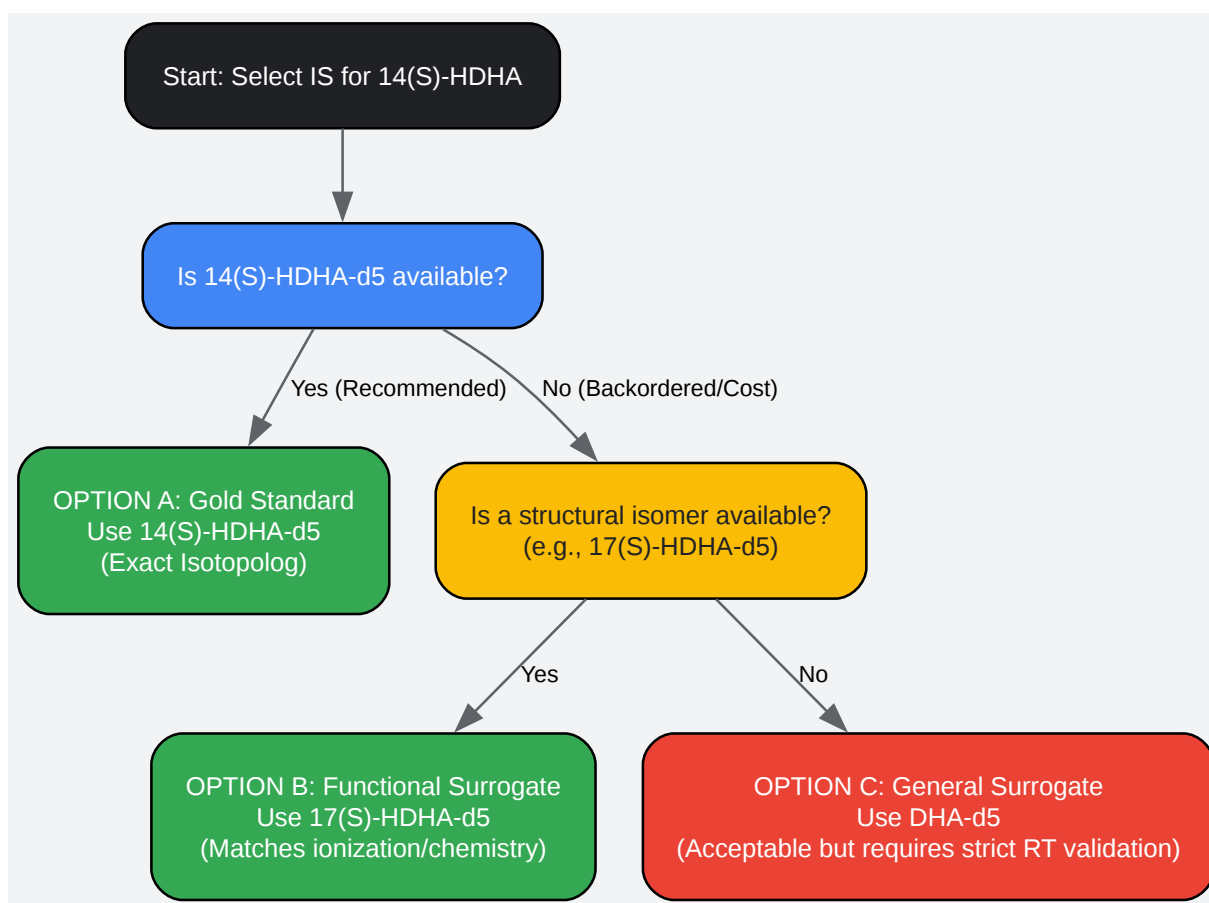 Start: Select IS for 14(S)-HDHA
Is 14(S)-HDHA-d5 available?
Yes (Recommended)
No (Backordered/Cost)
OPTION A: Gold Standard
Use 14(S)-HDHA-d5
(Exact Isotopolog)
Is a structural isomer available?
(e.g., 17(S)-HDHA-d5)
Yes
No
OPTION B: Functional Surrogate
Use 17(S)-HDHA-d5
(Matches ionization/chemistry)
OPTION C: General Surrogate
Use DHA-d5
(Acceptable but requires strict RT validation)